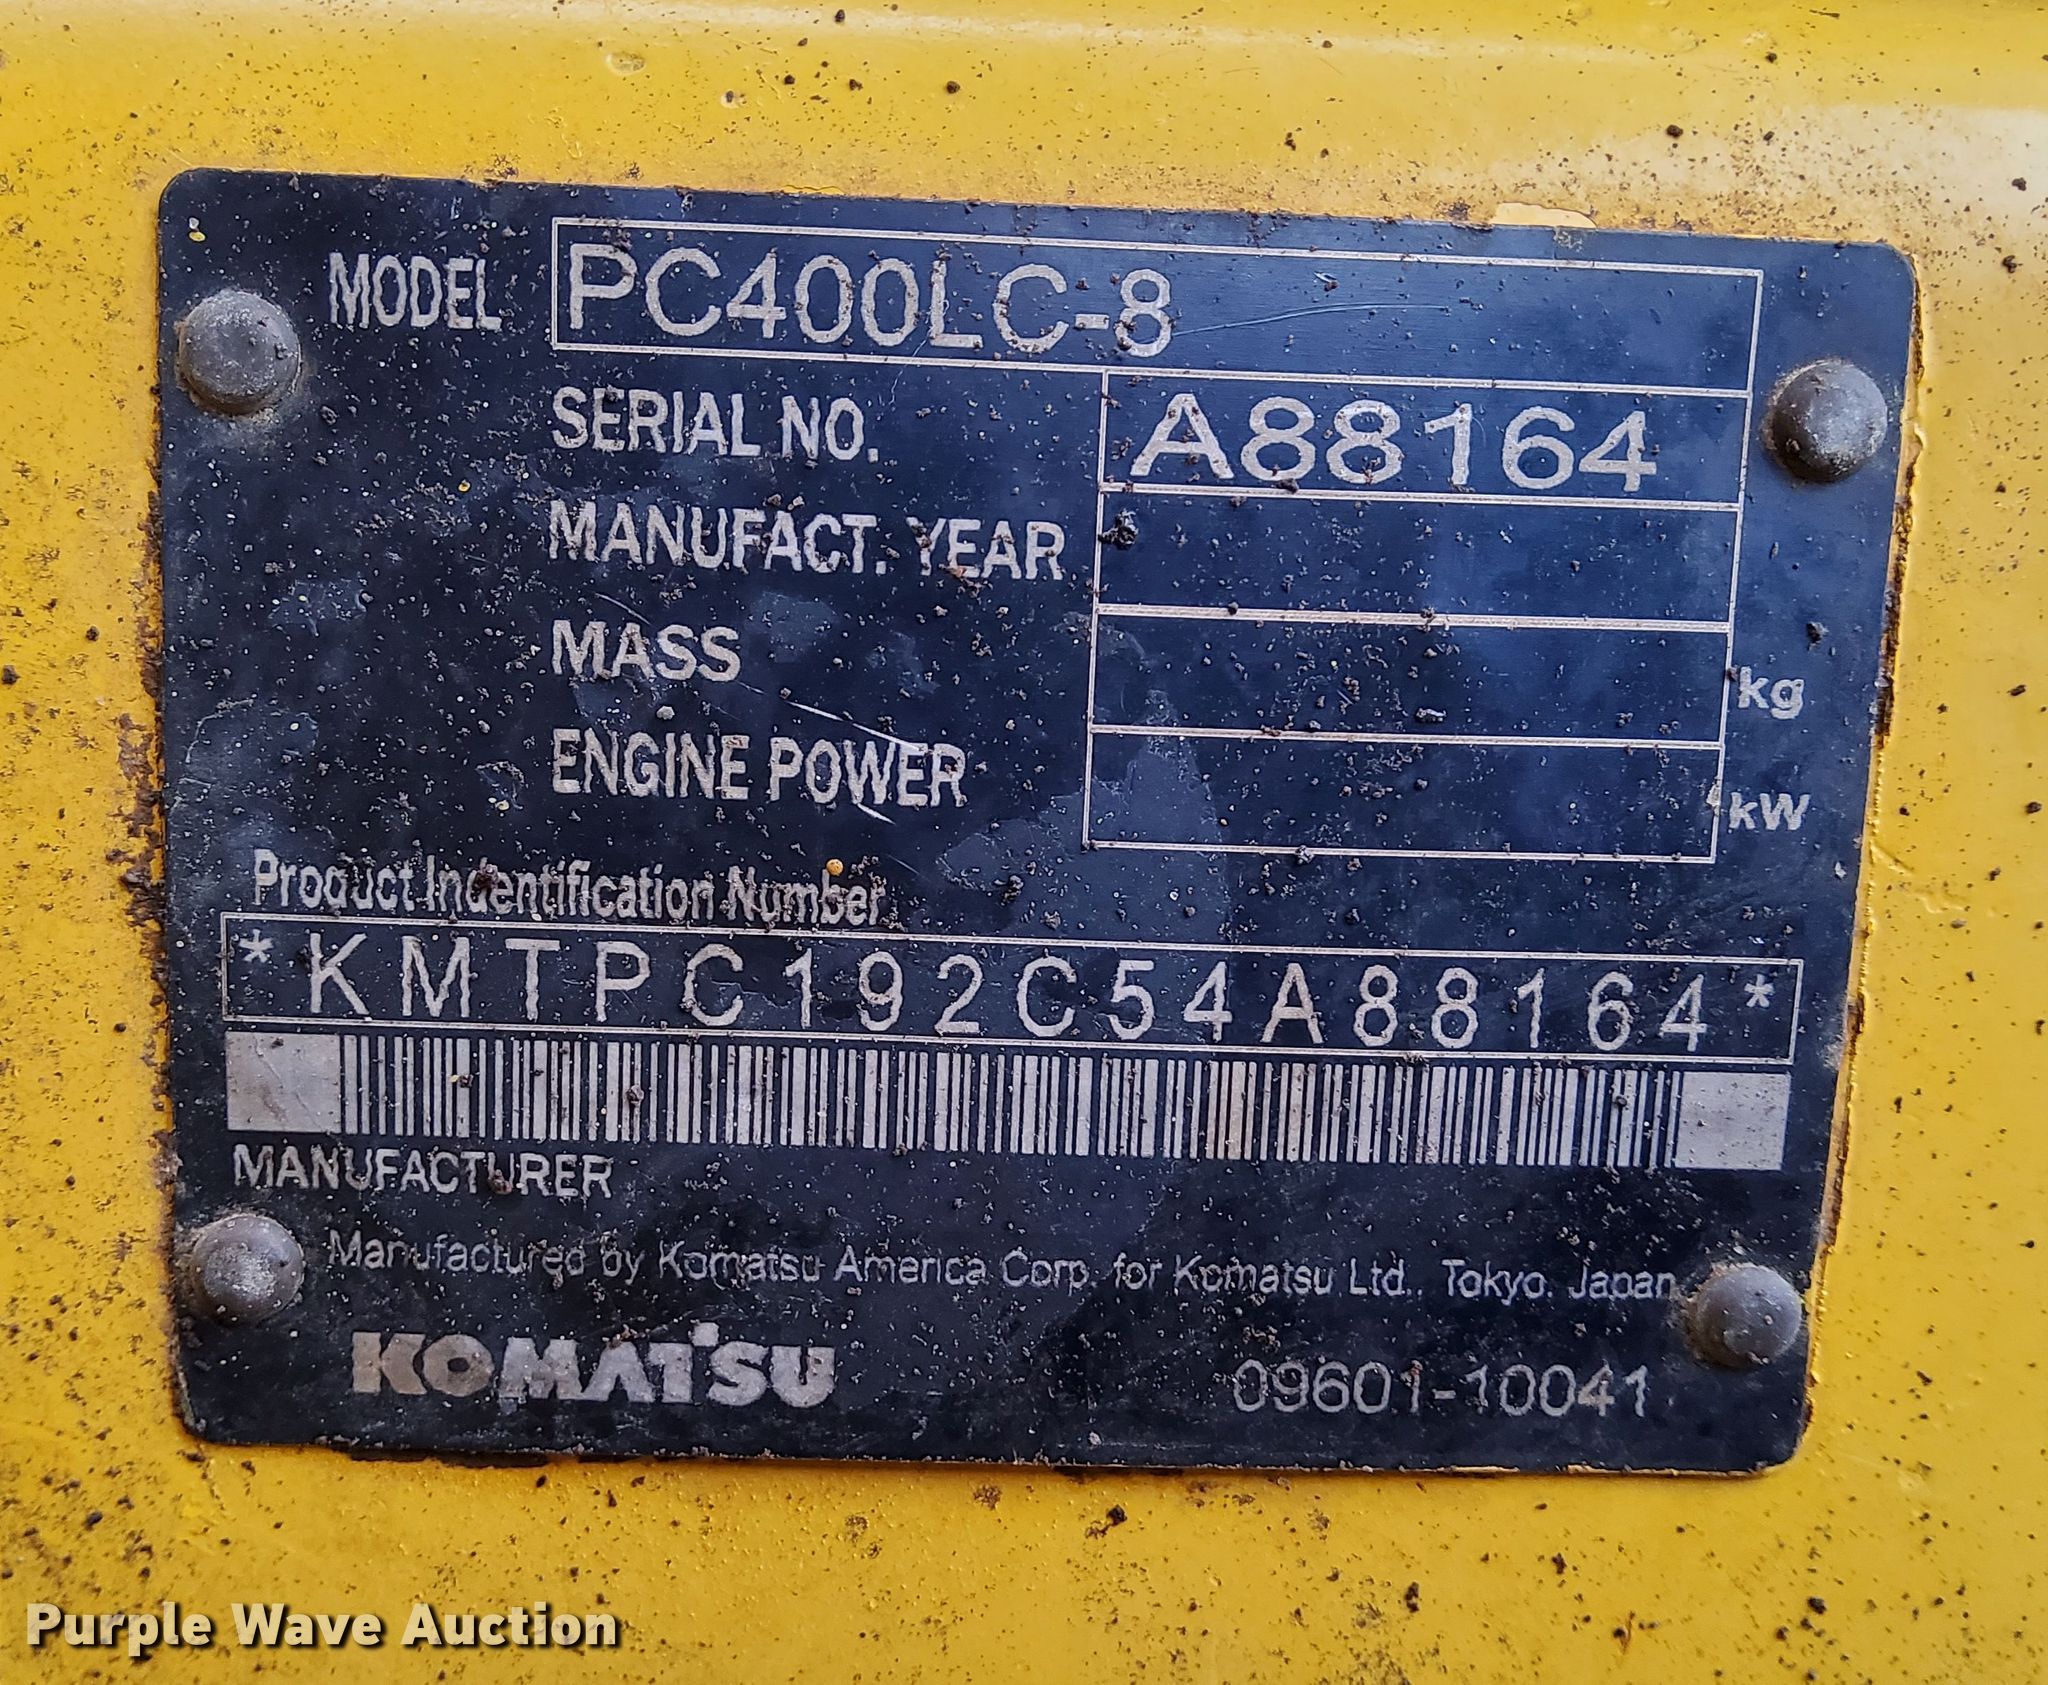 MODEL PC400LC-8
SERIAL NO. A88164
MANUFACT. YEAR
MASS kg
ENGINE POWER kW
Product Indentification Number
*KMTPC192C54A88164*
MANUFACTURER
Manufactured by Komatsu America Corp. for Komatsu Ltd., Tokyo, Japan
KOMATSU 09601-10041
Purple Wave Auction